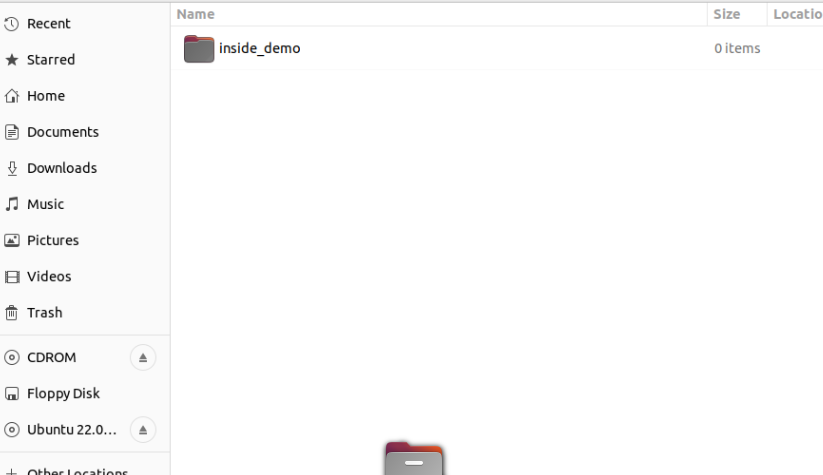 Name Size Locatio
Recent
inside_demo 0 items
Starred
Home
Documents
Downloads
Music
Pictures
Videos
Trash
CDROM
Floppy Disk
Ubuntu 22.0...
Other Locations